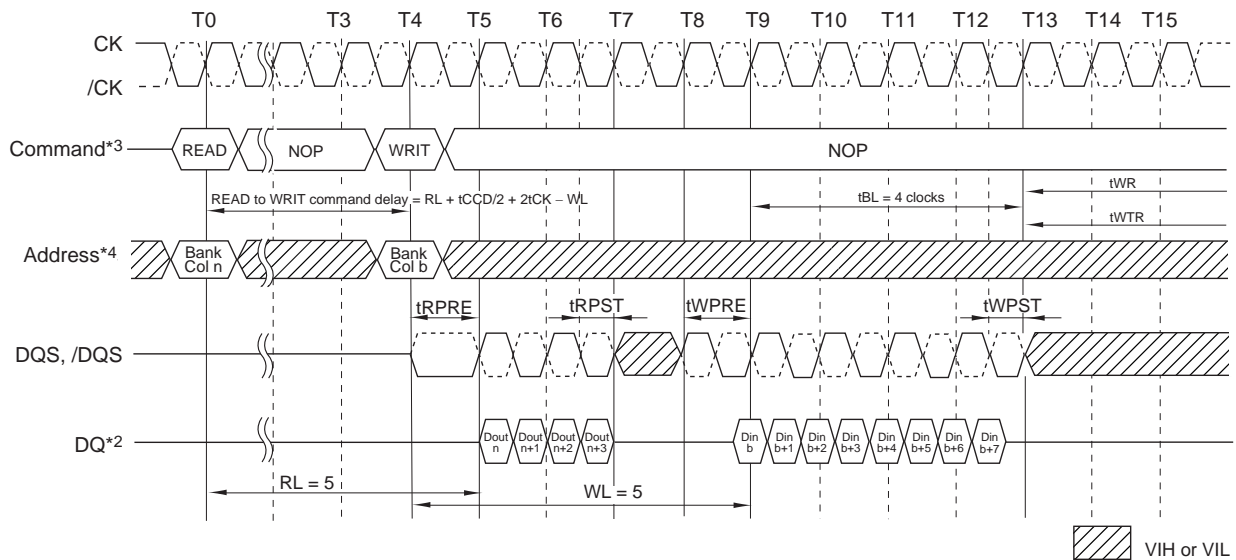 T0 T3 T4 T5 T6 T7 T8 T9 T10 T11 T12 T13 T14 T15
CK
/CK
Command*3 READ NOP WRIT NOP
READ to WRIT command delay = RL + tCCD/2 + 2tCK – WL
tBL = 4 clocks
tWR
tWTR
Address*4 Bank Col n Bank Col b
tRPRE tRPST tWPRE tWPST
DQS, /DQS
DQ*2 Dout n Dout n+1 Dout n+2 Dout n+3 Din b Din b+1 Din b+2 Din b+3 Din b+4 Din b+5 Din b+6 Din b+7
RL = 5
WL = 5
VIH or VIL